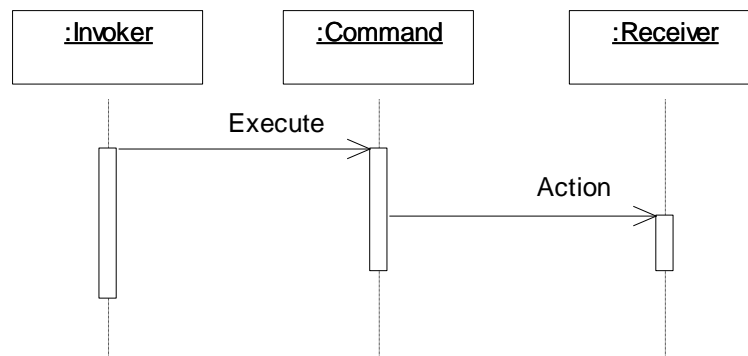 :Invoker
:Command
:Receiver
Execute
Action